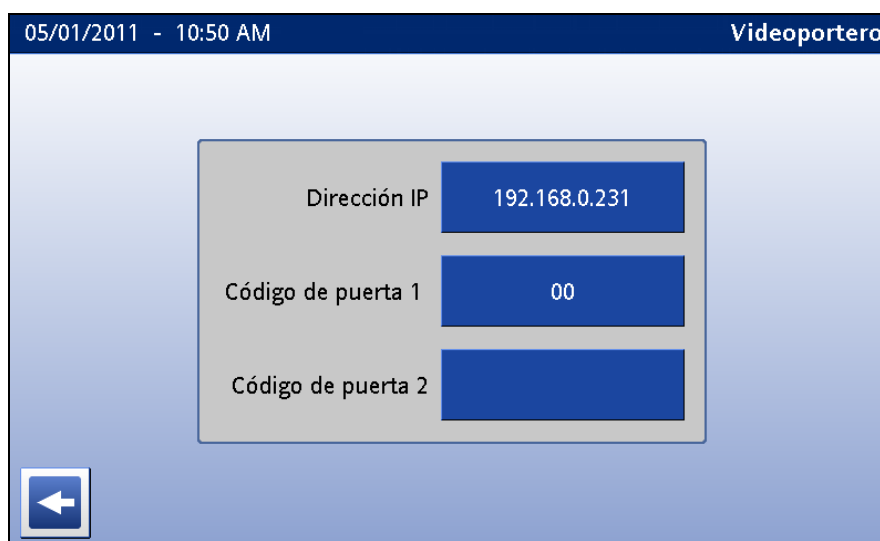 05/01/2011 - 10:50 AM Videoportero
Dirección IP 192.168.0.231
Código de puerta 1 00
Código de puerta 2